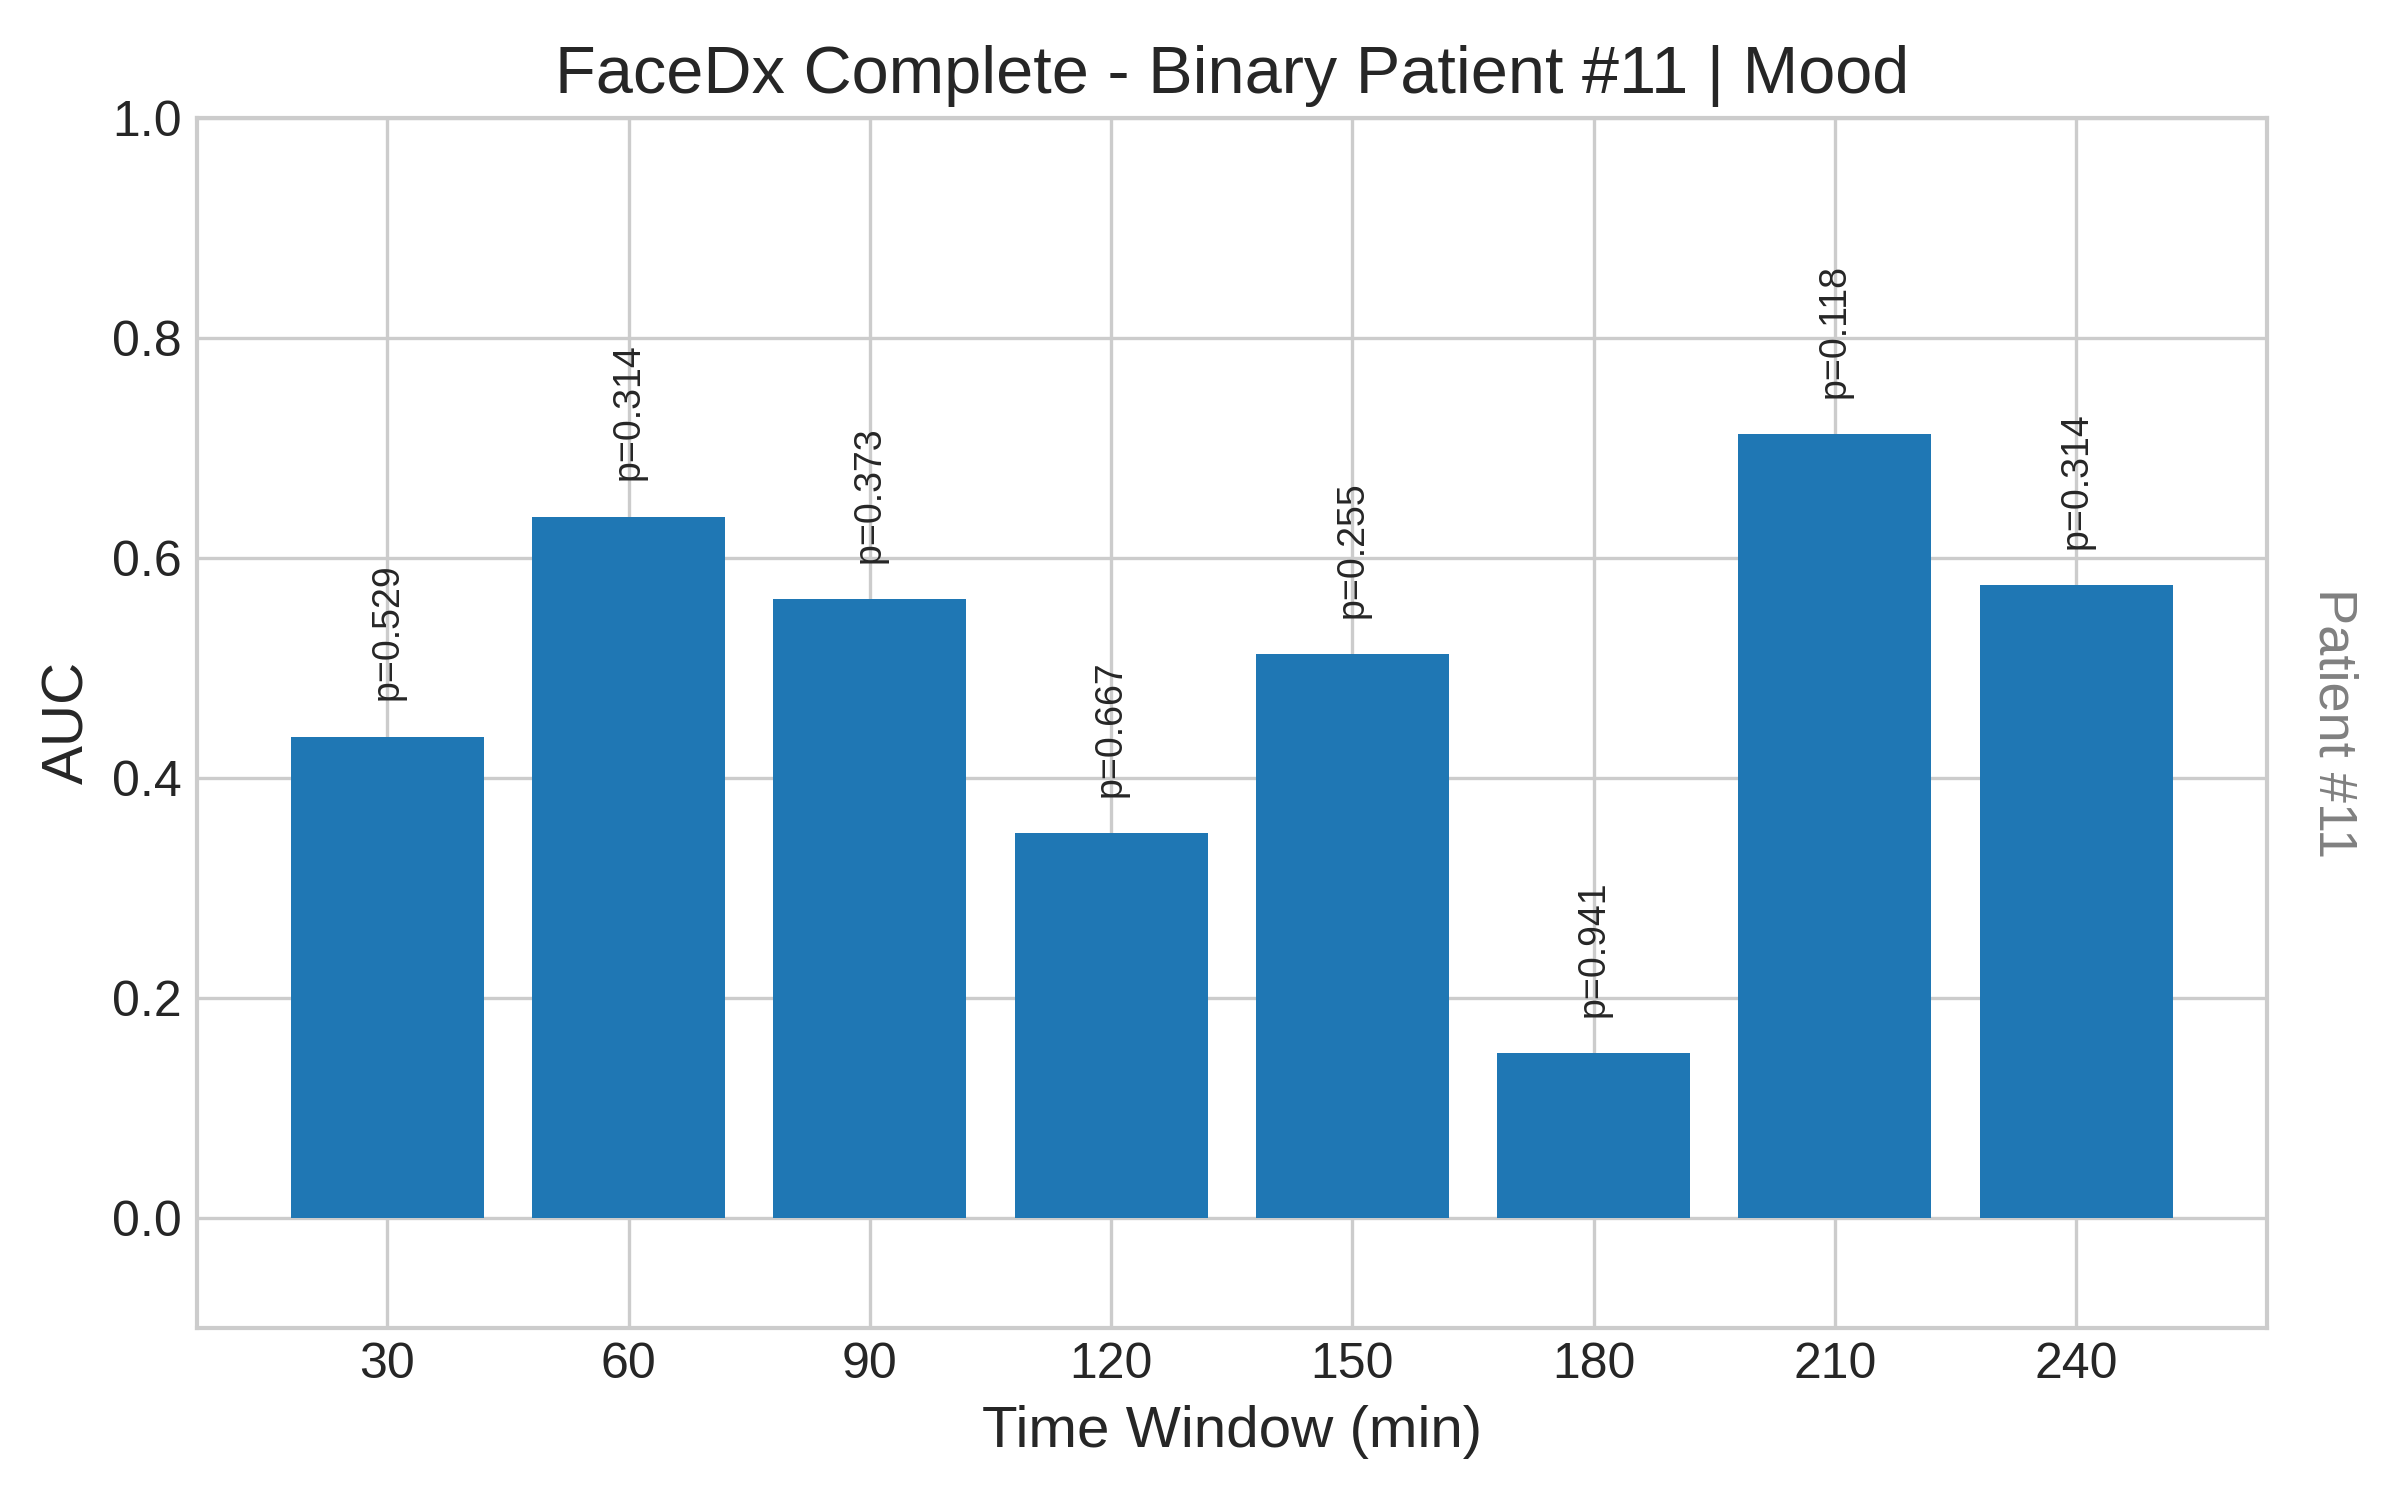 FaceDx Complete - Binary Patient #11 | Mood
1.0
0.8
0.6
0.4
0.2
0.0
AUC
p=0.529
p=0.314
p=0.373
p=0.667
p=0.255
p=0.941
p=0.118
p=0.314
30
60
90
120
150
180
210
240
Time Window (min)
Patient #11